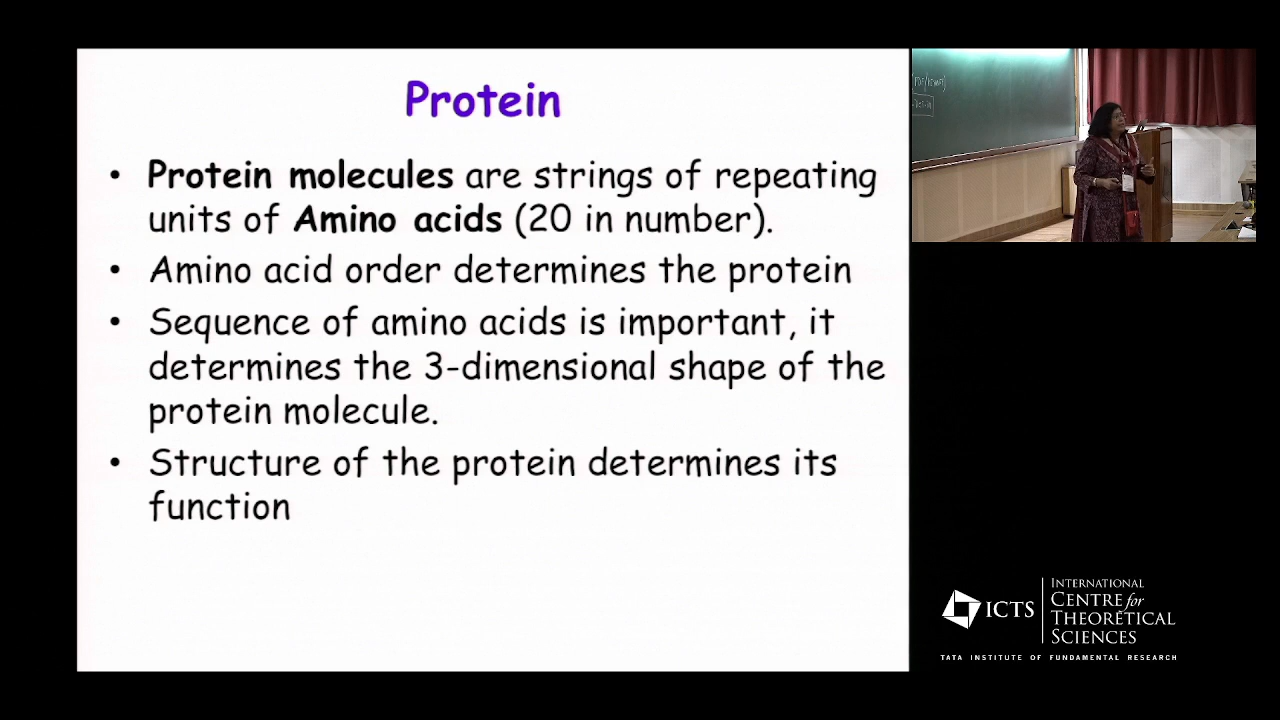 Protein
• Protein molecules are strings of repeating
units of Amino acids (20 in number).
• Amino acid order determines the protein
• Sequence of amino acids is important, it
determines the 3-dimensional shape of the
protein molecule.
• Structure of the protein determines its
function
ICTS
INTERNATIONAL
CENTRE for
THEORETICAL
SCIENCES
TATA INSTITUTE OF FUNDAMENTAL RESEARCH